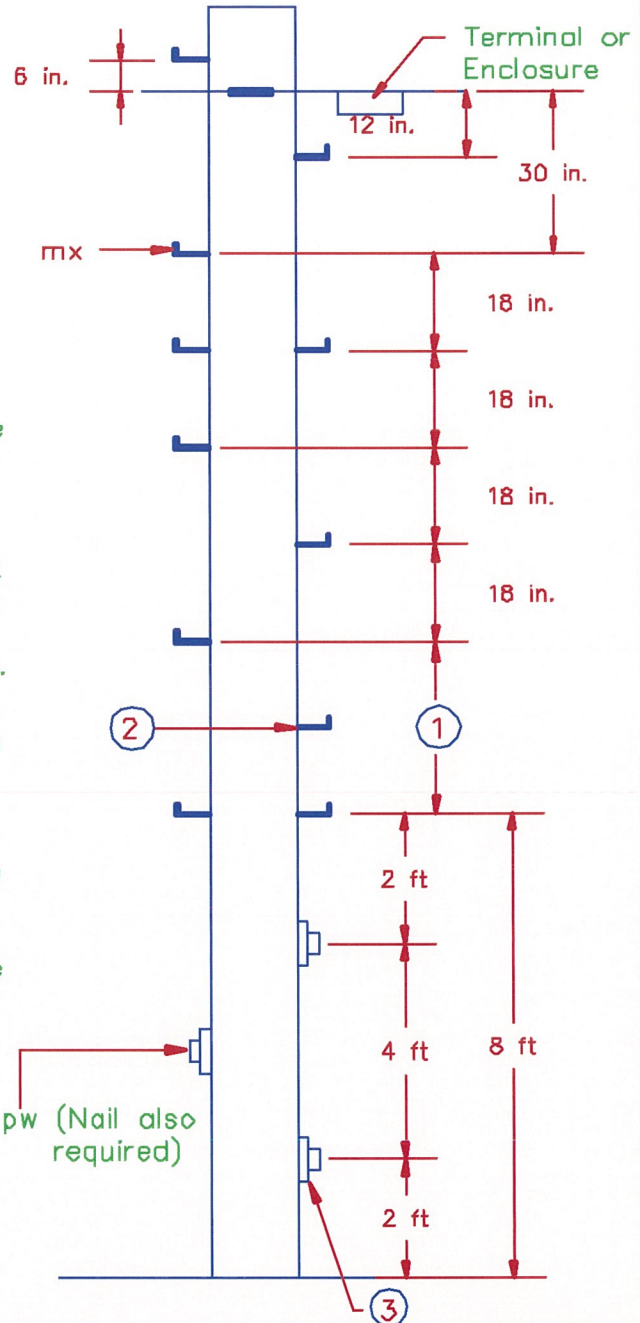 6 in.
Terminal or
Enclosure
12 in.
30 in.
mx
18 in.
18 in.
18 in.
18 in.
2
1
2 ft
4 ft
8 ft
pw (Nail also
required)
2 ft
3